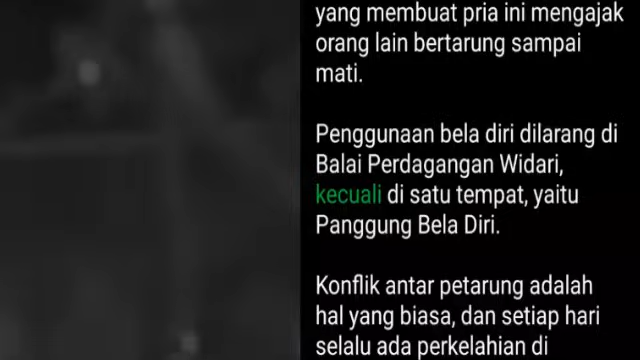 yang membuat pria ini mengajak
orang lain bertarung sampai
mati.
Penggunaan bela diri dilarang di
Balai Perdagangan Widari,
kecuali di satu tempat, yaitu
Panggung Bela Diri.
Konflik antar petarung adalah
hal yang biasa, dan setiap hari
selalu ada perkelahian di